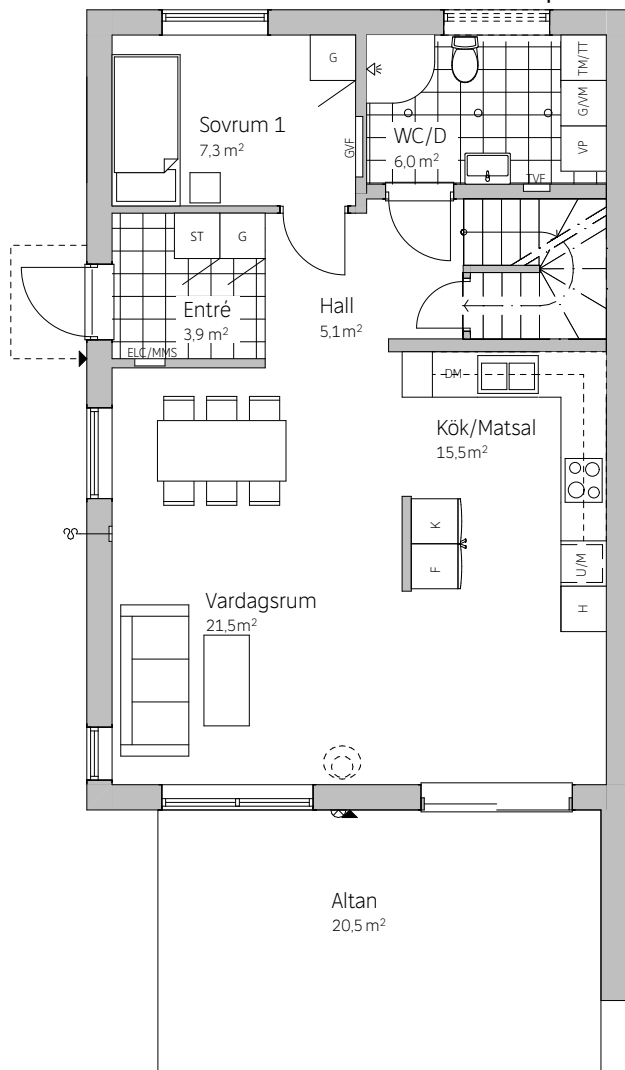 G
TM/TT
G/VM
VP
Sovrum 1
7,3 m²
GVF
WC/D
6,0 m²
TVF
ST
G
Entré
3,9 m²
ELC/MMS
Hall
5,1 m²
DM
Kök/Matsal
15,5 m²
K
F
U/M
H
Vardagsrum
21,5 m²
Altan
20,5 m²